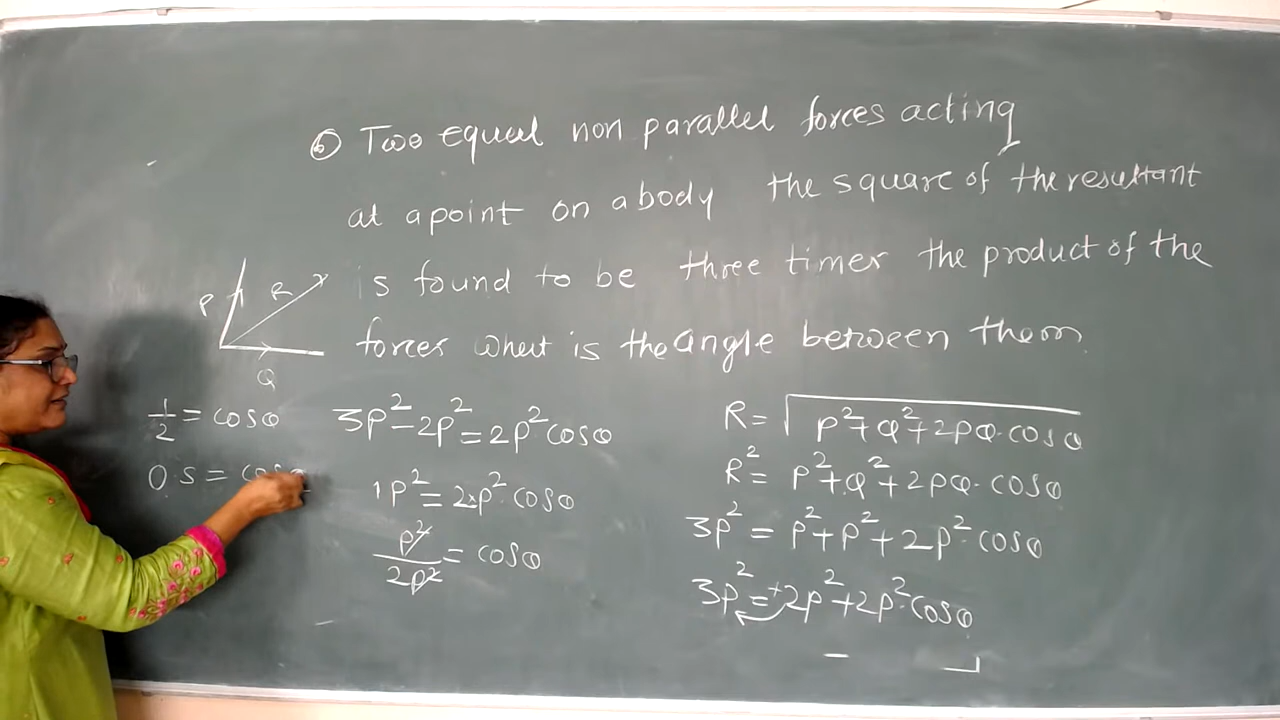 6 Two equal non parallel forces acting
at a point on a body the square of the resultant
is found to be three times the product of the
forces what is the angle between them.
P R
Q
R = √P²+Q²+2PQ·cosθ
R² = P²+Q²+2PQ·cosθ
3P² = P²+P²+2P²·cosθ
3P² = +2P²+2P²·cosθ
3P²-2P² = 2P²cosθ
1P² = 2×P²·cosθ
P²/2P² = cosθ
1/2 = cosθ
0.5 = cosθ